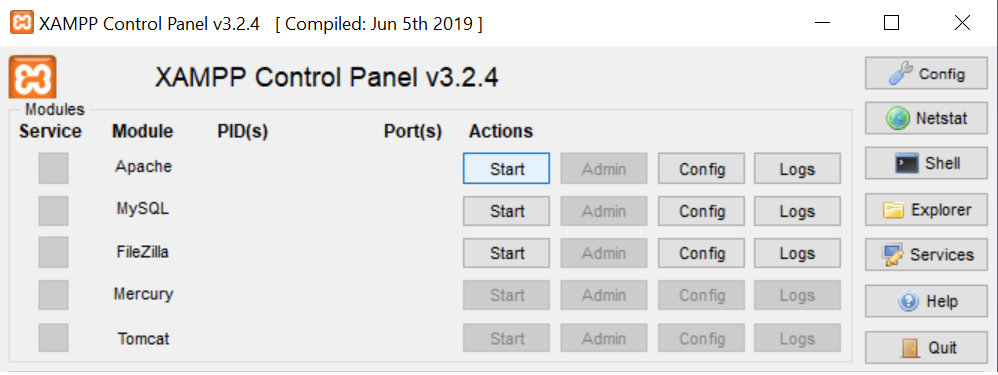 XAMPP Control Panel v3.2.4 [ Compiled: Jun 5th 2019 ]
XAMPP Control Panel v3.2.4
Config
Modules
Service Module PID(s) Port(s) Actions
Netstat
Apache Start Admin Config Logs
Shell
MySQL Start Admin Config Logs
Explorer
FileZilla Start Admin Config Logs
Services
Mercury Start Admin Config Logs
Help
Tomcat Start Admin Config Logs
Quit